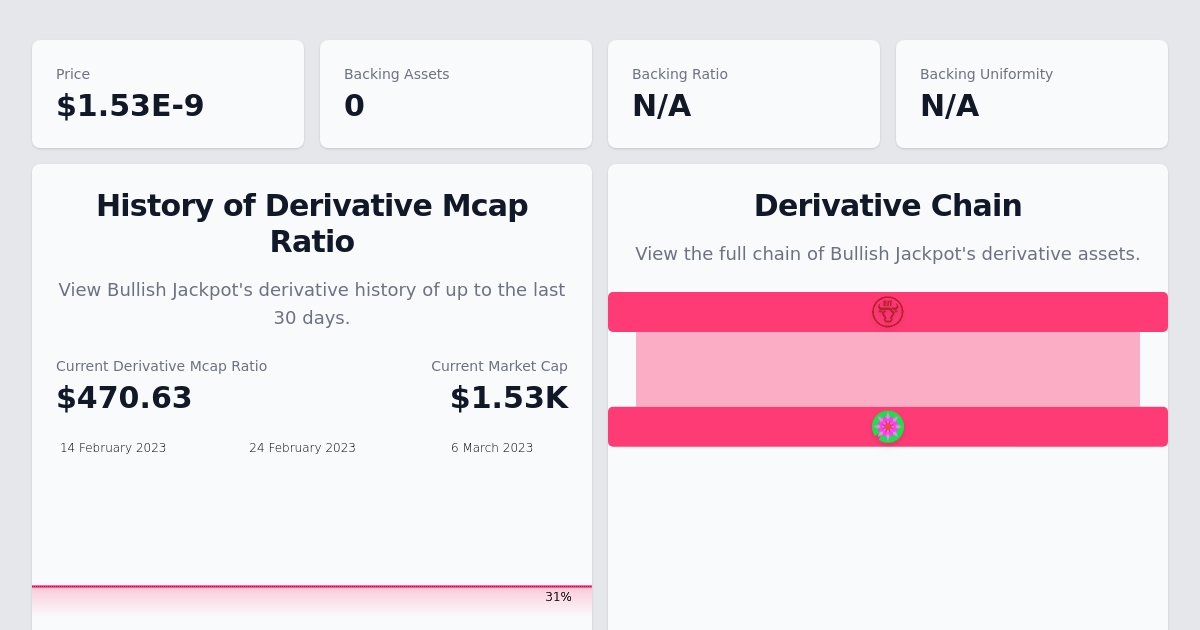 Price
$1.53E-9
Backing Assets
0
Backing Ratio
N/A
Backing Uniformity
N/A
History of Derivative Mcap
Ratio
View Bullish Jackpot's derivative history of up to the last
30 days.
Current Derivative Mcap Ratio
$470.63
Current Market Cap
$1.53K
14 February 2023
24 February 2023
6 March 2023
31%
Derivative Chain
View the full chain of Bullish Jackpot's derivative assets.